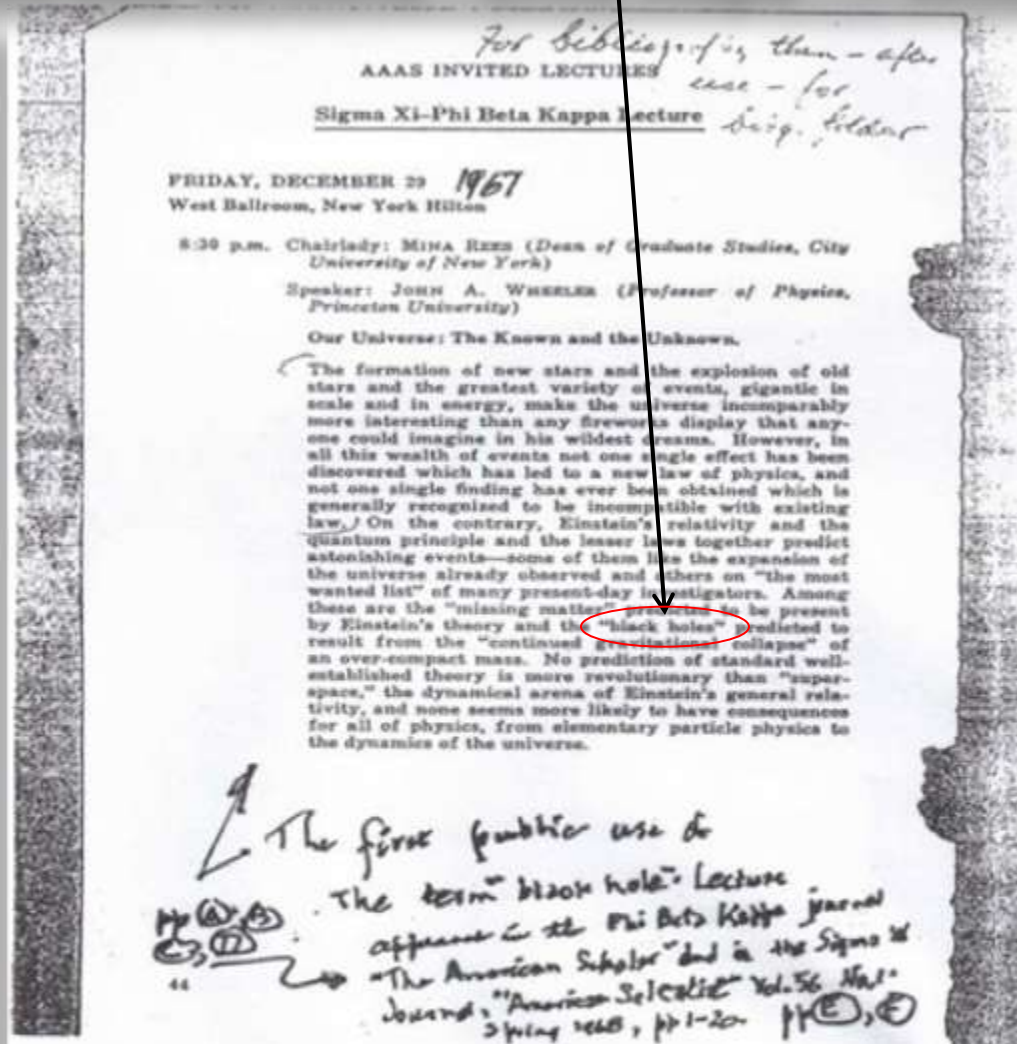 For bibliografing then – after
AAAS INVITED LECTURES
use – for
Sigma Xi–Phi Beta Kappa Lecture
biog. folder
FRIDAY, DECEMBER 29 1967
West Ballroom, New York Hilton
8:30 p.m. Chairlady: MINA REES (Dean of Graduate Studies, City
University of New York)
Speaker: JOHN A. WHEELER (Professor of Physics,
Princeton University)
Our Universe: The Known and the Unknown.
The formation of new stars and the explosion of old
stars and the greatest variety of events, gigantic in
scale and in energy, make the universe incomparably
more interesting than any fireworks display that any-
one could imagine in his wildest dreams. However, in
all this wealth of events not one single effect has been
discovered which has led to a new law of physics, and
not one single finding has ever been obtained which is
generally recognized to be incompatible with existing
law. On the contrary, Einstein's relativity and the
quantum principle and the lesser laws together predict
astonishing events—some of them like the expansion of
the universe already observed and others on "the most
wanted list" of many present-day investigators. Among
these are the "missing matter" predicted to be present
by Einstein's theory and the "black holes" predicted to
result from the "continued gravitational collapse" of
an over-compact mass. No prediction of standard well-
established theory is more revolutionary than "super-
space," the dynamical arena of Einstein's general rela-
tivity, and none seems more likely to have consequences
for all of physics, from elementary particle physics to
the dynamics of the universe.
The first public use of
The term "black hole". Lecture
pp A, B
appears in the Phi Beta Kappa journal
C, D
"The American Scholar" and in the Sigma Xi
44
Journal, "American Scientist" Vol. 56 No. 1
Spring 1968, pp 1-20 pp E, F